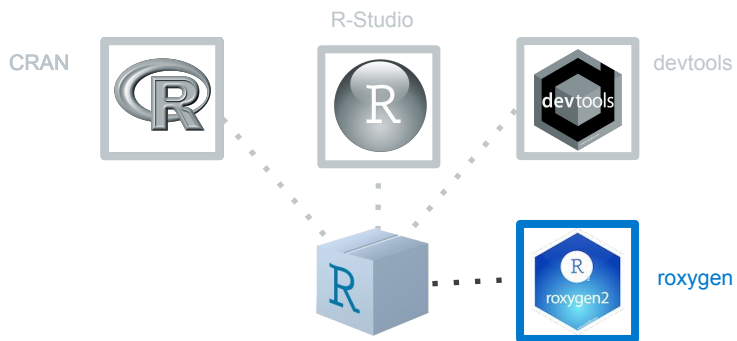 R-Studio
CRAN
R
R
devtools
devtools
R
R
roxygen2
roxygen